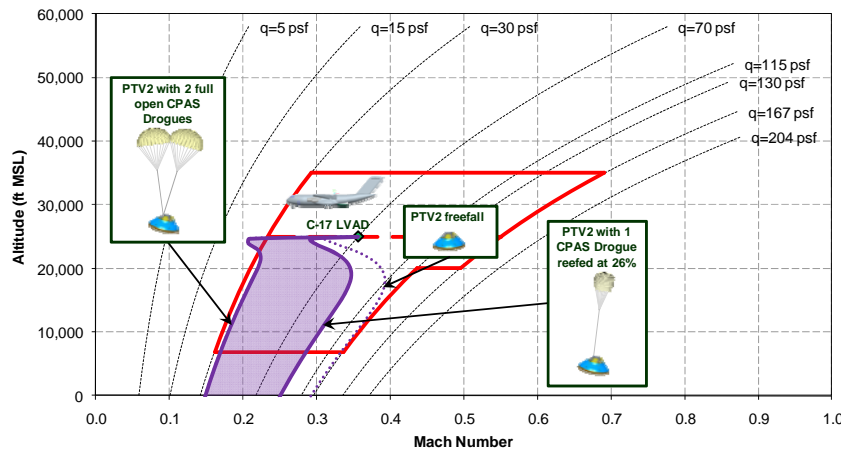 60,000
50,000
40,000
30,000
20,000
10,000
0
Altitude (ft MSL)
q=5 psf
q=15 psf
q=30 psf
q=70 psf
q=115 psf
q=130 psf
q=167 psf
q=204 psf
PTV2 with 2 full
open CPAS
Drogues
C-17 LVAD
PTV2 freefall
PTV2 with 1
CPAS Drogue
reefed at 26%
0.0 0.1 0.2 0.3 0.4 0.5 0.6 0.7 0.8 0.9 1.0
Mach Number